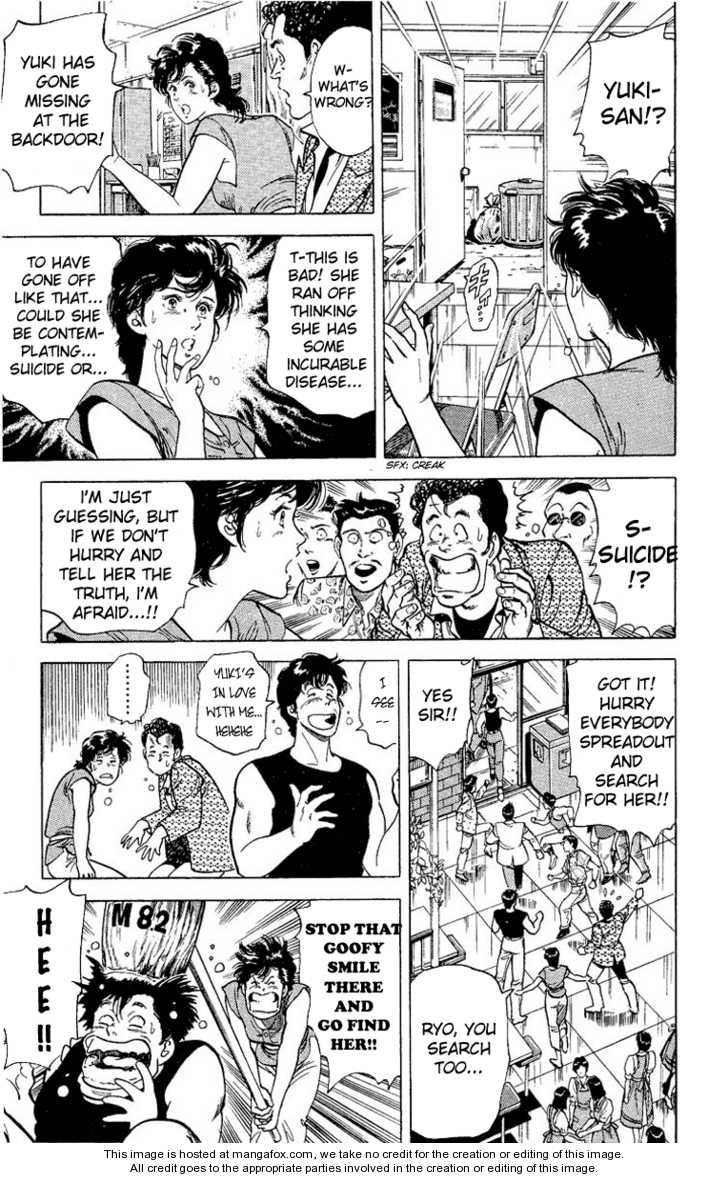 YUKI-
SAN!?
ギギィ…
SFX: CREAK
W-
WHAT'S
WRONG?
YUKI HAS
GONE
MISSING
AT THE
BACKDOOR!
T-THIS IS
BAD! SHE
RAN OFF
THINKING
SHE HAS
SOME
INCURABLE
DISEASE...
TO HAVE
GONE OFF
LIKE THAT...
COULD SHE
BE CONTEM-
PLATING...
SUICIDE OR...
S-
SUICIDE
!?
I'M JUST
GUESSING, BUT
IF WE DON'T
HURRY AND
TELL HER THE
TRUTH, I'M
AFRAID...!!
GOT IT!
HURRY
EVERYBODY
SPREADOUT
AND
SEARCH
FOR HER!!
YES
SIR!!
RYO, YOU
SEARCH
TOO...
I
SEE
--
YUKI'S
IN LOVE
WITH ME...
HEHEHE
......
STOP THAT
GOOFY
SMILE
THERE
AND
GO FIND
HER!!
M 82
HEE!!
This image is hosted at mangafox.com, we take no credit for the creation or editing of this image.
All credit goes to the appropriate parties involved in the creation or editing of this image.